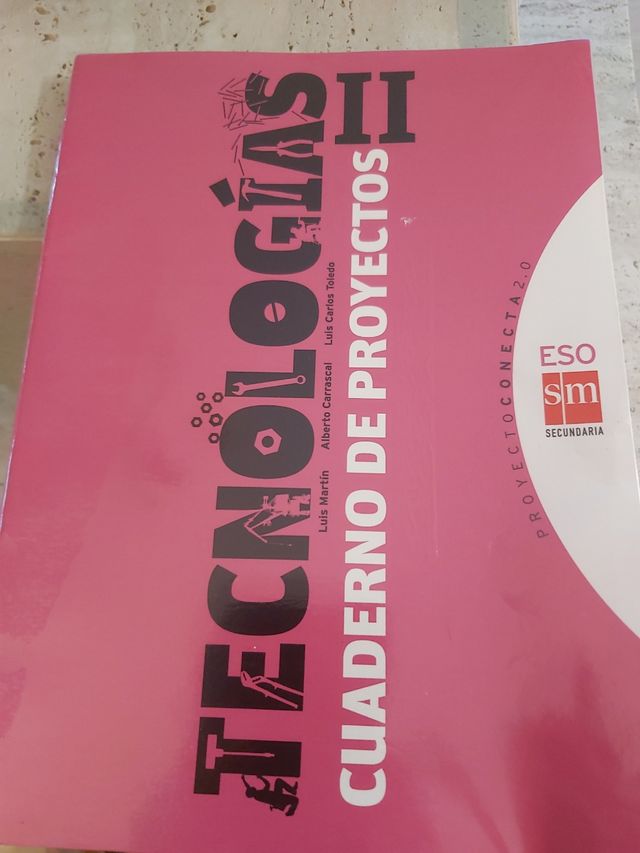 TECNOLOGÍAS II
Luis Martín Alberto Carrascal Luis Carlos Toledo
CUADERNO DE PROYECTOS
PROYECTOCONECTA2.0
ESO
sm
SECUNDARIA